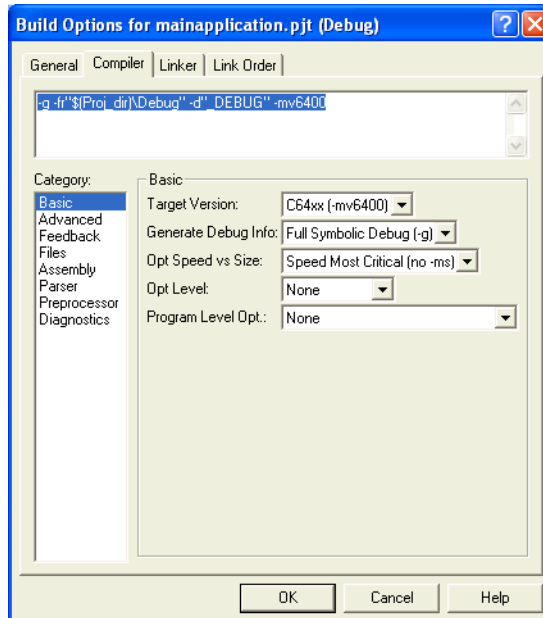 Build Options for mainapplication.pjt (Debug)
General Compiler Linker Link Order
-g -fr"$(Proj_dir)\Debug" -d"_DEBUG" -mv6400
Category:
Basic
Advanced
Feedback
Files
Assembly
Parser
Preprocessor
Diagnostics
Basic
Target Version: C64xx (-mv6400)
Generate Debug Info: Full Symbolic Debug (-g)
Opt Speed vs Size: Speed Most Critical (no -ms)
Opt Level: None
Program Level Opt.: None
OK Cancel Help